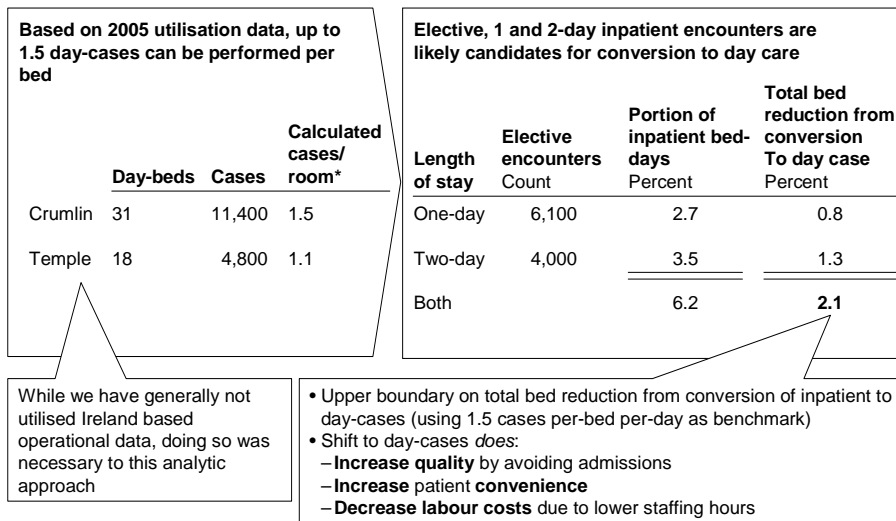 Based on 2005 utilisation data, up to
1.5 day-cases can be performed per
bed
Calculated
cases/
Day-beds Cases room*
Crumlin 31 11,400 1.5
Temple 18 4,800 1.1
While we have generally not
utilised Ireland based
operational data, doing so was
necessary to this analytic
approach
Elective, 1 and 2-day inpatient encounters are
likely candidates for conversion to day care
Total bed
Portion of reduction from
Elective inpatient bed- conversion
Length encounters days To day case
of stay Count Percent Percent
One-day 6,100 2.7 0.8
Two-day 4,000 3.5 1.3
Both 6.2 2.1
• Upper boundary on total bed reduction from conversion of inpatient to
day-cases (using 1.5 cases per-bed per-day as benchmark)
• Shift to day-cases does:
– Increase quality by avoiding admissions
– Increase patient convenience
– Decrease labour costs due to lower staffing hours